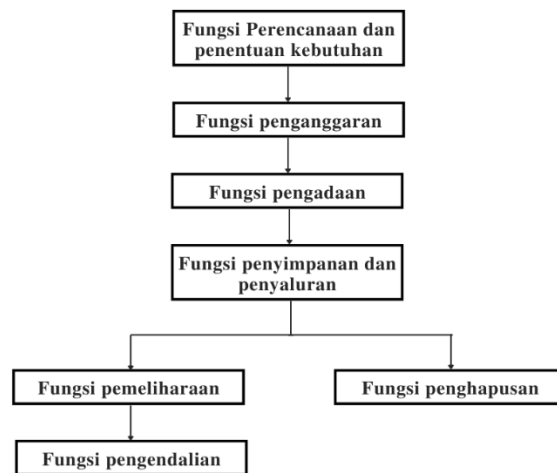 Fungsi Perencanaan dan
penentuan kebutuhan
Fungsi penganggaran
Fungsi pengadaan
Fungsi penyimpanan dan
penyaluran
Fungsi pemeliharaan
Fungsi penghapusan
Fungsi pengendalian